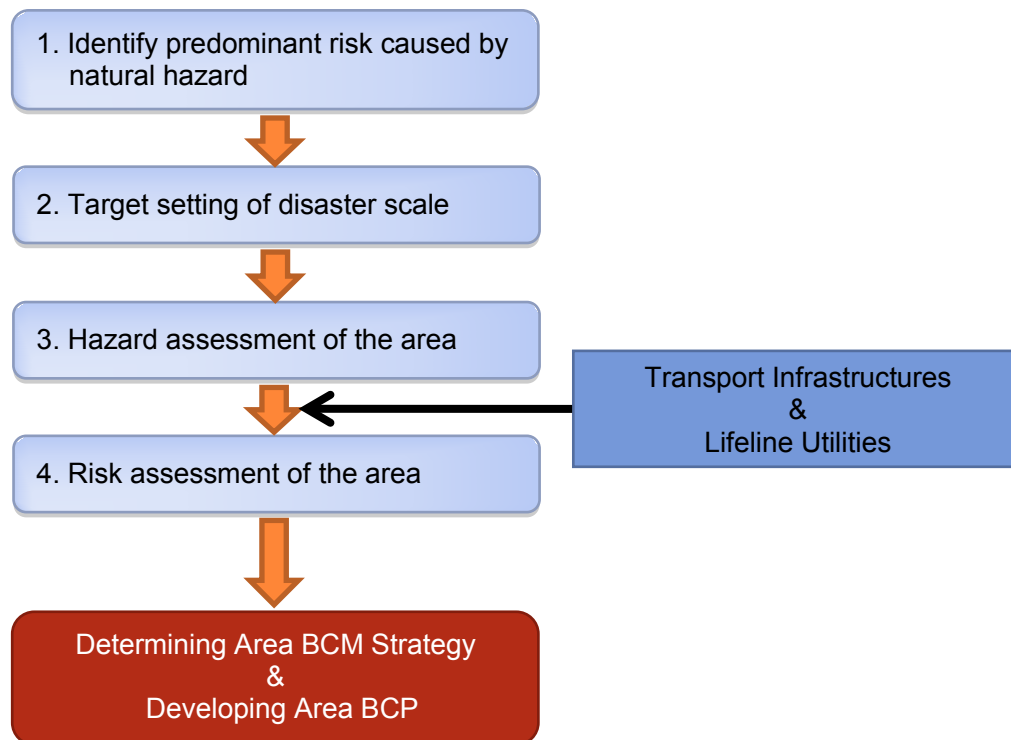 1. Identify predominant risk caused by
natural hazard
2. Target setting of disaster scale
3. Hazard assessment of the area
Transport Infrastructures
&
Lifeline Utilities
4. Risk assessment of the area
Determining Area BCM Strategy
&
Developing Area BCP